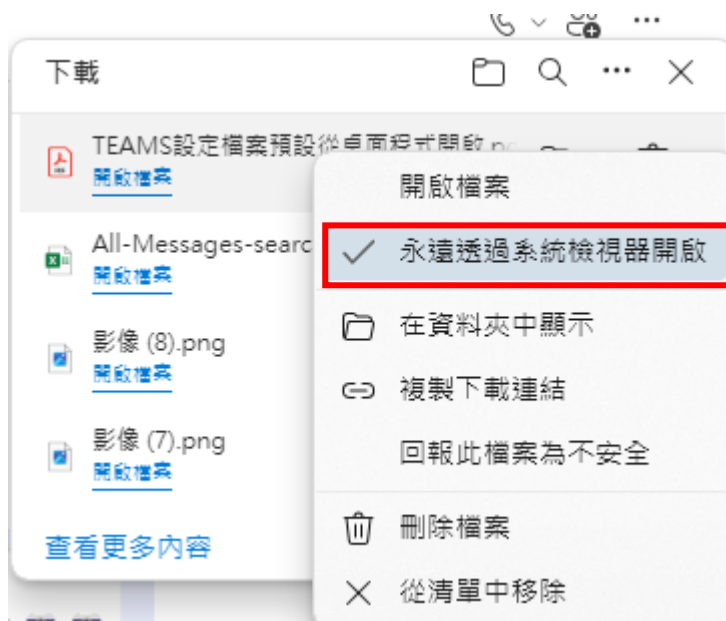 下載
TEAMS設定檔案預設從桌面程式開啟
開啟檔案
All-Messages-searc
開啟檔案
影像 (8).png
開啟檔案
影像 (7).png
開啟檔案
查看更多內容
開啟檔案
永遠透過系統檢視器開啟
在資料夾中顯示
複製下載連結
回報此檔案為不安全
刪除檔案
從清單中移除